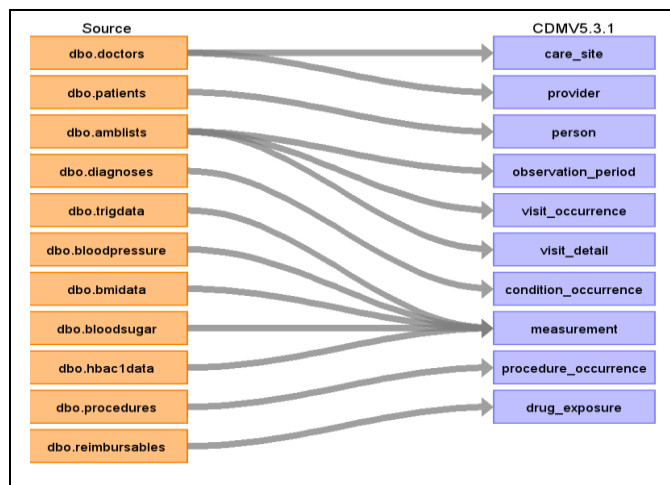 Source
CDMV5.3.1
dbo.doctors
care_site
dbo.patients
provider
dbo.amblists
person
dbo.diagnoses
observation_period
dbo.trigdata
visit_occurrence
dbo.bloodpressure
visit_detail
dbo.bmidata
condition_occurrence
dbo.bloodsugar
measurement
dbo.hbac1data
procedure_occurrence
dbo.procedures
drug_exposure
dbo.reimbursables